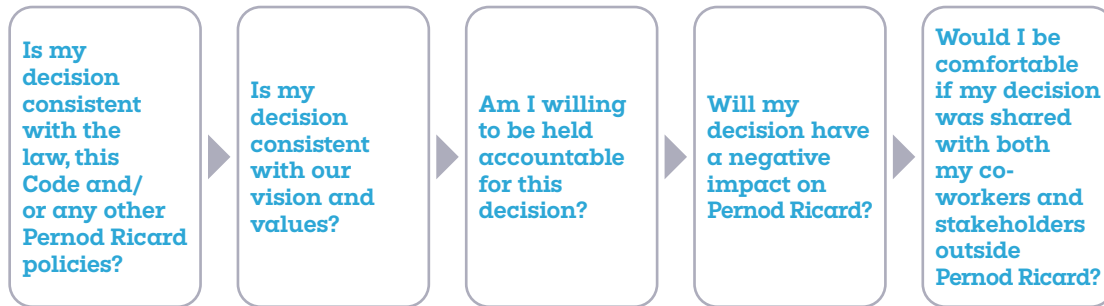 Is my
decision
consistent
with the
law, this
Code and/
or any other
Pernod Ricard
policies?
Is my
decision
consistent
with our
vision and
values?
Am I willing
to be held
accountable
for this
decision?
Will my
decision have
a negative
impact on
Pernod Ricard?
Would I be
comfortable
if my decision
was shared
with both
my co-
workers and
stakeholders
outside
Pernod Ricard?